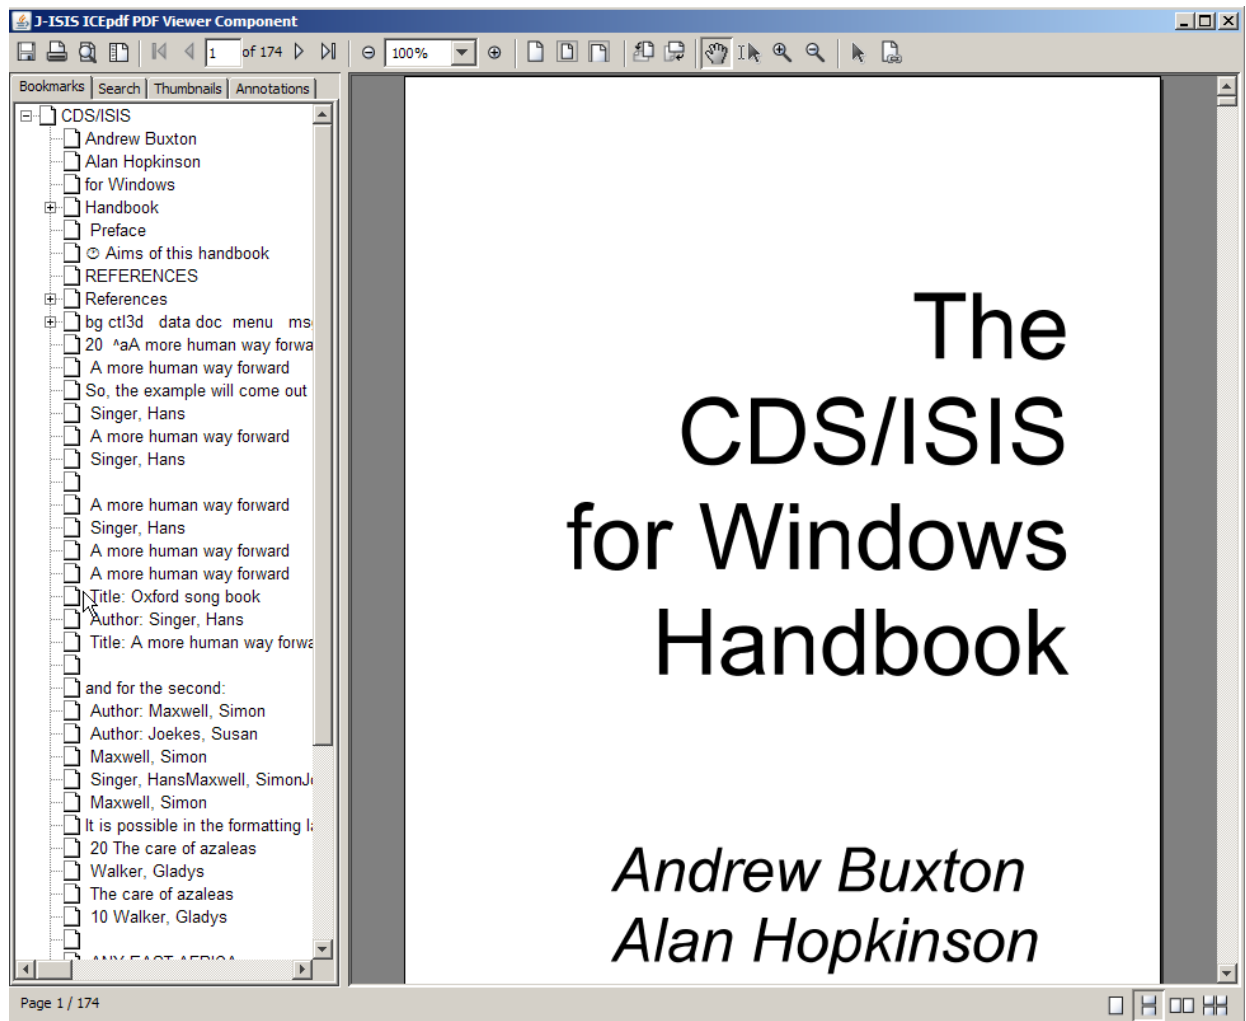 J-ISIS ICEpdf PDF Viewer Component
1 of 174 100%
Bookmarks Search Thumbnails Annotations
CDS/ISIS
Andrew Buxton
Alan Hopkinson
for Windows
Handbook
Preface
Aims of this handbook
REFERENCES
References
bg ctl3d data doc menu ms
20 ^aA more human way forwa
A more human way forward
So, the example will come out
Singer, Hans
A more human way forward
Singer, Hans
A more human way forward
Singer, Hans
A more human way forward
A more human way forward
Title: Oxford song book
Author: Singer, Hans
Title: A more human way forwa
and for the second:
Author: Maxwell, Simon
Author: Joekes, Susan
Maxwell, Simon
Singer, HansMaxwell, SimonJ
Maxwell, Simon
It is possible in the formatting l
20 The care of azaleas
Walker, Gladys
The care of azaleas
10 Walker, Gladys
ANY EAST AFRICA
The
CDS/ISIS
for Windows
Handbook
Andrew Buxton
Alan Hopkinson
Page 1 / 174